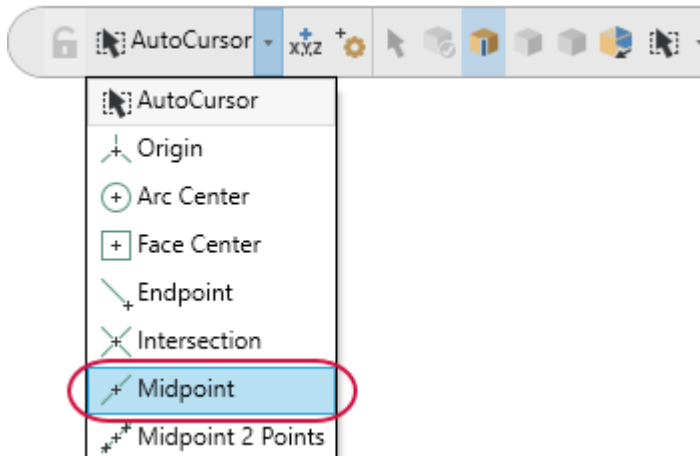 AutoCursor
x,y,z
AutoCursor
Origin
Arc Center
Face Center
Endpoint
Intersection
Midpoint
Midpoint 2 Points